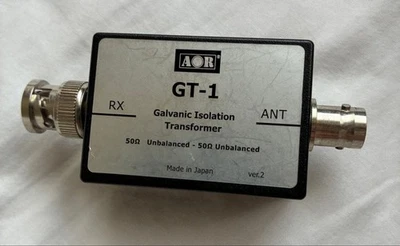 AOR
GT-1
RX
ANT
Galvanic Isolation
Transformer
50Ω Unbalanced - 50Ω Unbalanced
Made in Japan
ver.2